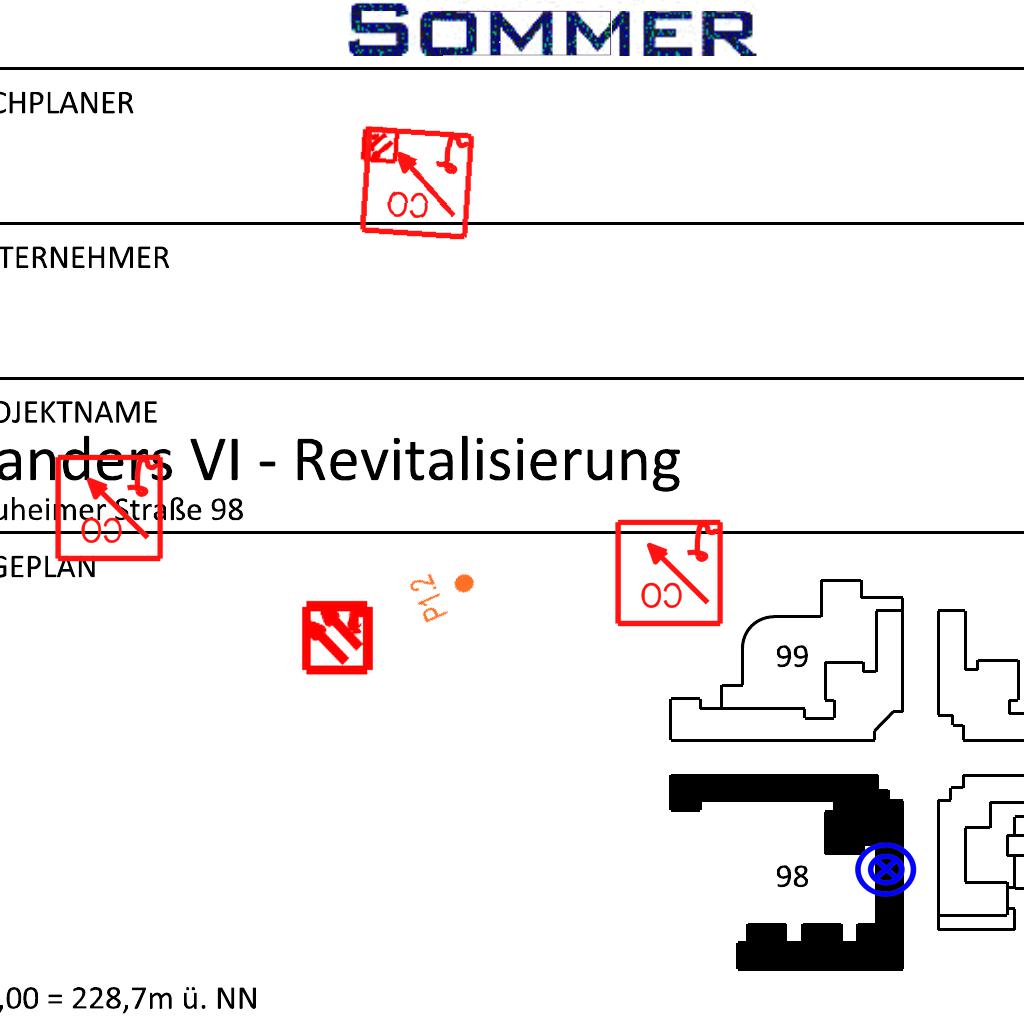 SOMMER
CHPLANER
TERNEHMER
OJEKTNAME
anders VI - Revitalisierung
uheimer Straße 98
GEPLAN
CO
CO
CO
P12
99
98
,00 = 228,7m ü. NN